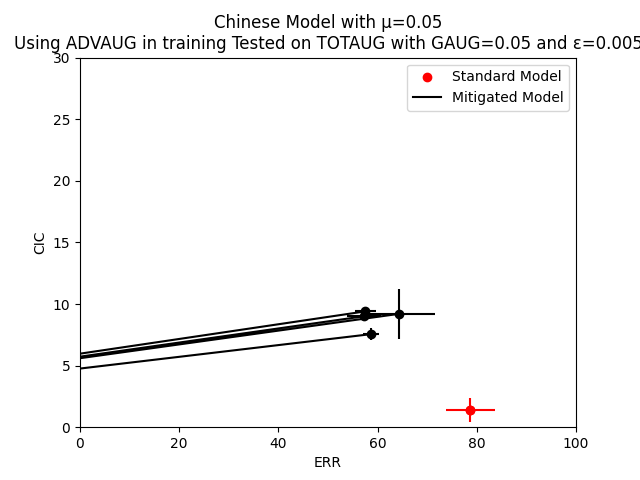 Chinese Model with μ=0.05
Using ADVAUG in training Tested on TOTAUG with GAUG=0.05 and ε=0.005
Standard Model
Mitigated Model
30
25
20
15
10
5
0
CIC
0 20 40 60 80 100
ERR